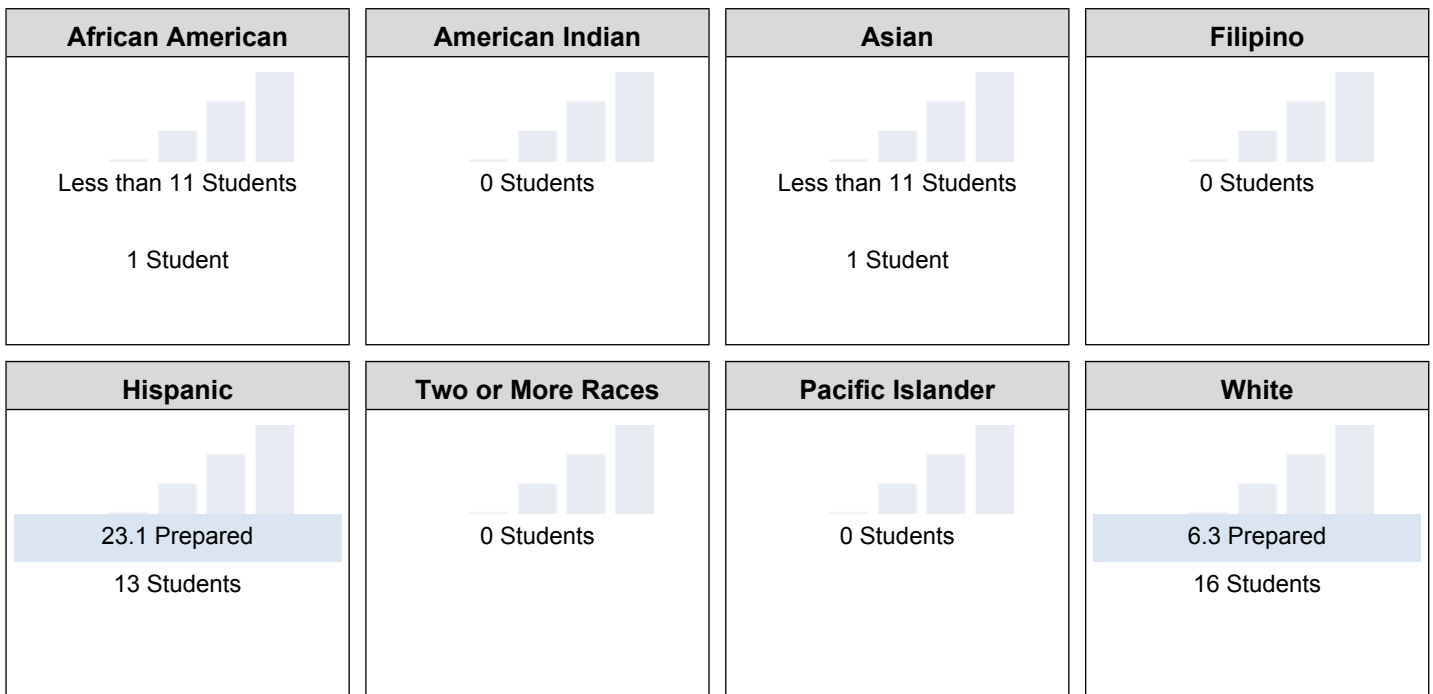 African American
American Indian
Asian
Filipino
Less than 11 Students
0 Students
Less than 11 Students
0 Students
1 Student
1 Student
Hispanic
Two or More Races
Pacific Islander
White
23.1 Prepared
0 Students
0 Students
6.3 Prepared
13 Students
16 Students